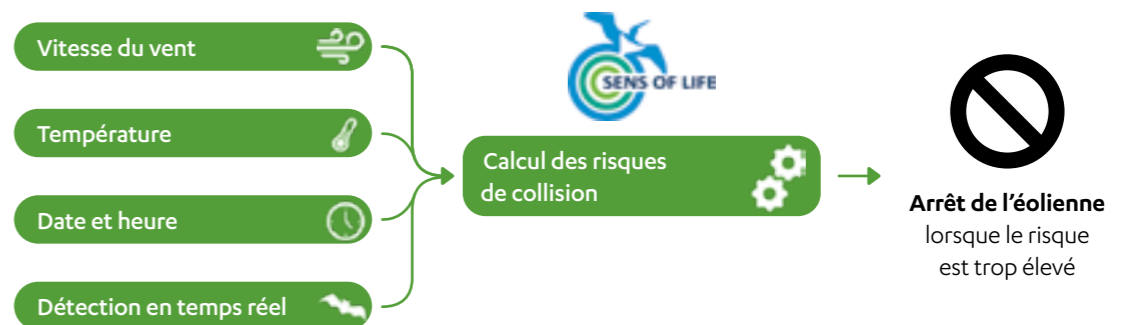 Vitesse du vent
Température
Date et heure
Détection en temps réel
SENS OF LIFE
Calcul des risques
de collision
Arrêt de l'éolienne
lorsque le risque
est trop élevé